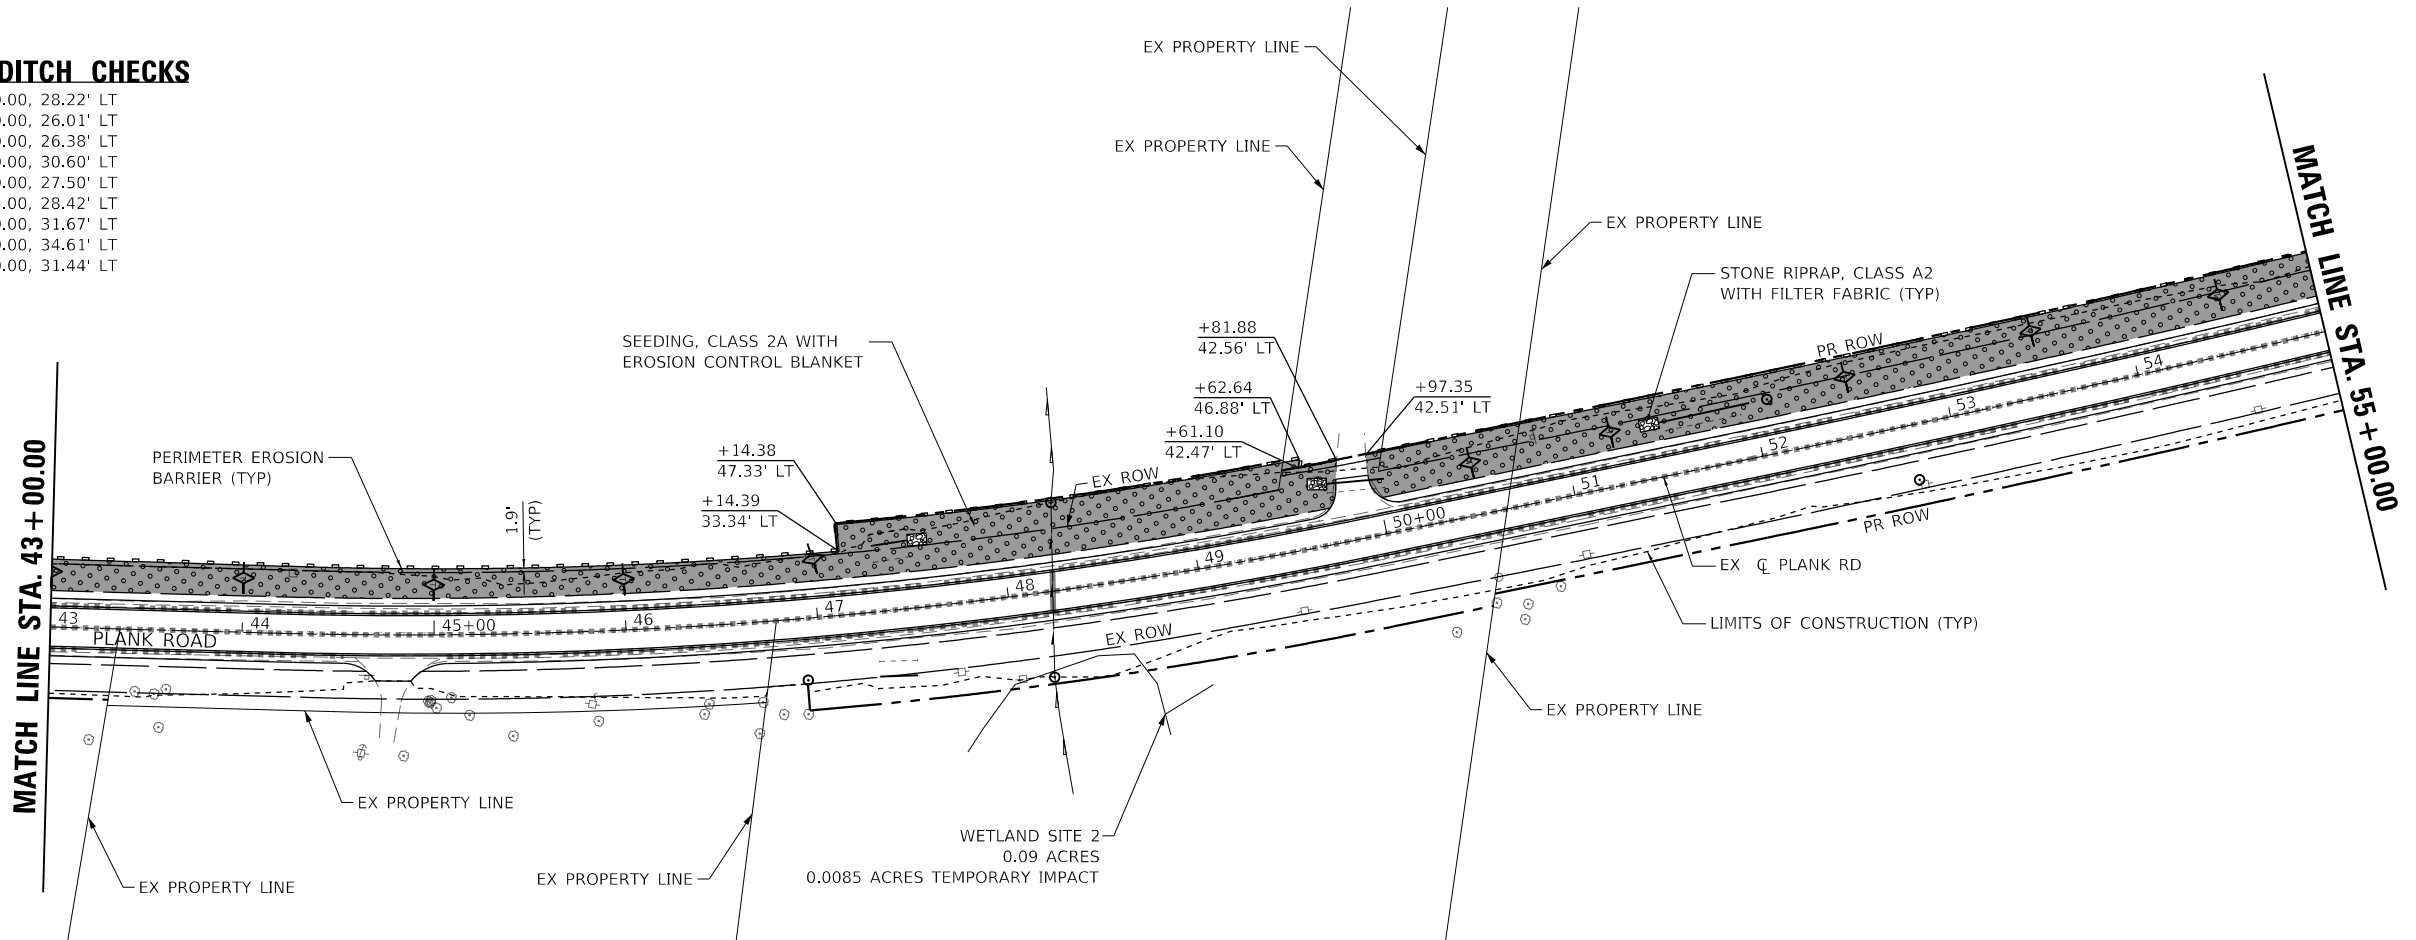 DITCH CHECKS
.00, 28.22' LT
.00, 26.01' LT
.00, 26.38' LT
.00, 30.60' LT
.00, 27.50' LT
.00, 28.42' LT
.00, 31.67' LT
.00, 34.61' LT
.00, 31.44' LT
EX PROPERTY LINE
EX PROPERTY LINE
EX PROPERTY LINE
STONE RIPRAP, CLASS A2
WITH FILTER FABRIC (TYP)
MATCH LINE STA. 55+00.00
SEEDING, CLASS 2A WITH
EROSION CONTROL BLANKET
+81.88
42.56' LT
+62.64
46.88' LT
+61.10
42.47' LT
+97.35
42.51' LT
PR ROW
+14.38
47.33' LT
+14.39
33.34' LT
EX ROW
PERIMETER EROSION
BARRIER (TYP)
1.9'
(TYP)
MATCH LINE STA. 43+00.00
43
44
45+00
46
47
48
49
50+00
51
52
53
54
PLANK ROAD
EX ROW
PR ROW
EX ℄ PLANK RD
LIMITS OF CONSTRUCTION (TYP)
EX PROPERTY LINE
EX PROPERTY LINE
WETLAND SITE 2
0.09 ACRES
0.0085 ACRES TEMPORARY IMPACT
EX PROPERTY LINE
EX PROPERTY LINE